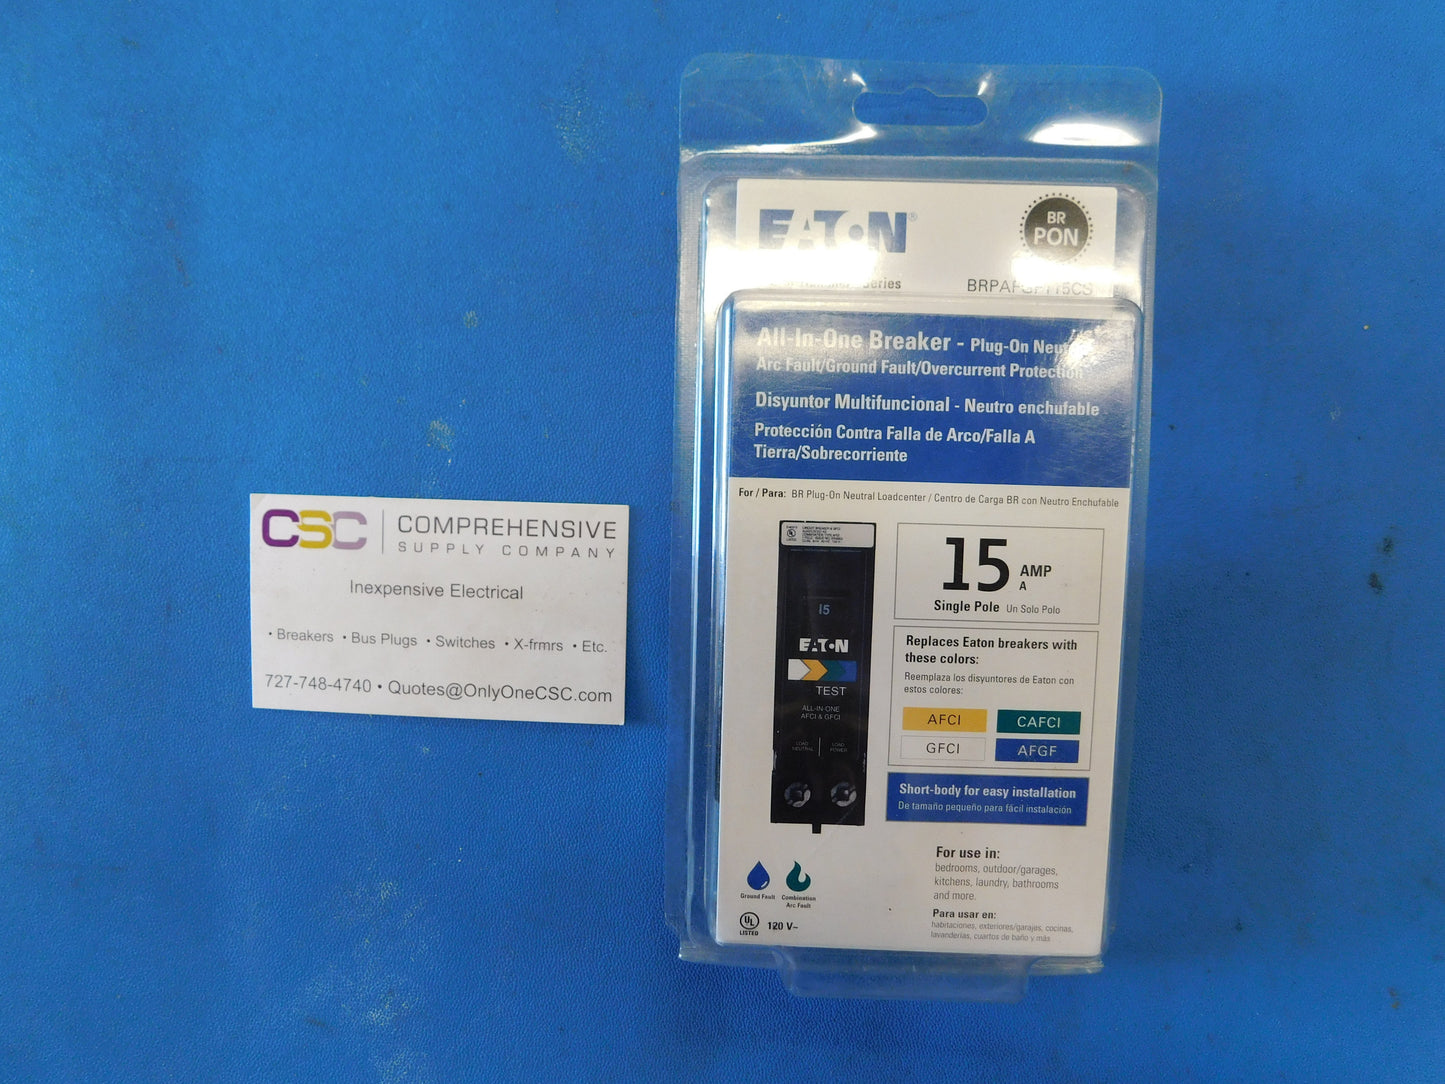 CSC COMPREHENSIVE
SUPPLY COMPANY
Inexpensive Electrical
• Breakers • Bus Plugs • Switches • X-frmrs • Etc.
727-748-4740 • Quotes@OnlyOneCSC.com
EATON®
BR
PON
Series
All-In-One Breaker - Plug-On
Arc Fault/Ground Fault/Overcurrent Protection
Disyuntor Multifuncional - Neutro enchufable
Protección Contra Falla de Arco/Falla A
Tierra/Sobrecorriente
For / Para: BR Plug-On Neutral Loadcenter / Centro de Carga BR con Neutro Enchufable
15
EATON
TEST
ALL-IN-ONE
AFCI & GFCI
LOAD
NEUTRAL
LOAD
POWER
15 AMP
A
Single Pole Un Solo Polo
Replaces Eaton breakers with
these colors:
Reemplaza los disyuntores de Eaton con
estos colores:
AFCI CAFCI
GFCI AFGF
Short-body for easy installation
De tamaño pequeño para fácil instalación
Ground Fault
Combination
Arc Fault
UL
LISTED
120 V~
For use in:
bedrooms, outdoor/garages,
kitchens, laundry, bathrooms
and more.
Para usar en:
habitaciones, exteriores/garajes, cocinas,
lavanderías, cuartos de baño y más